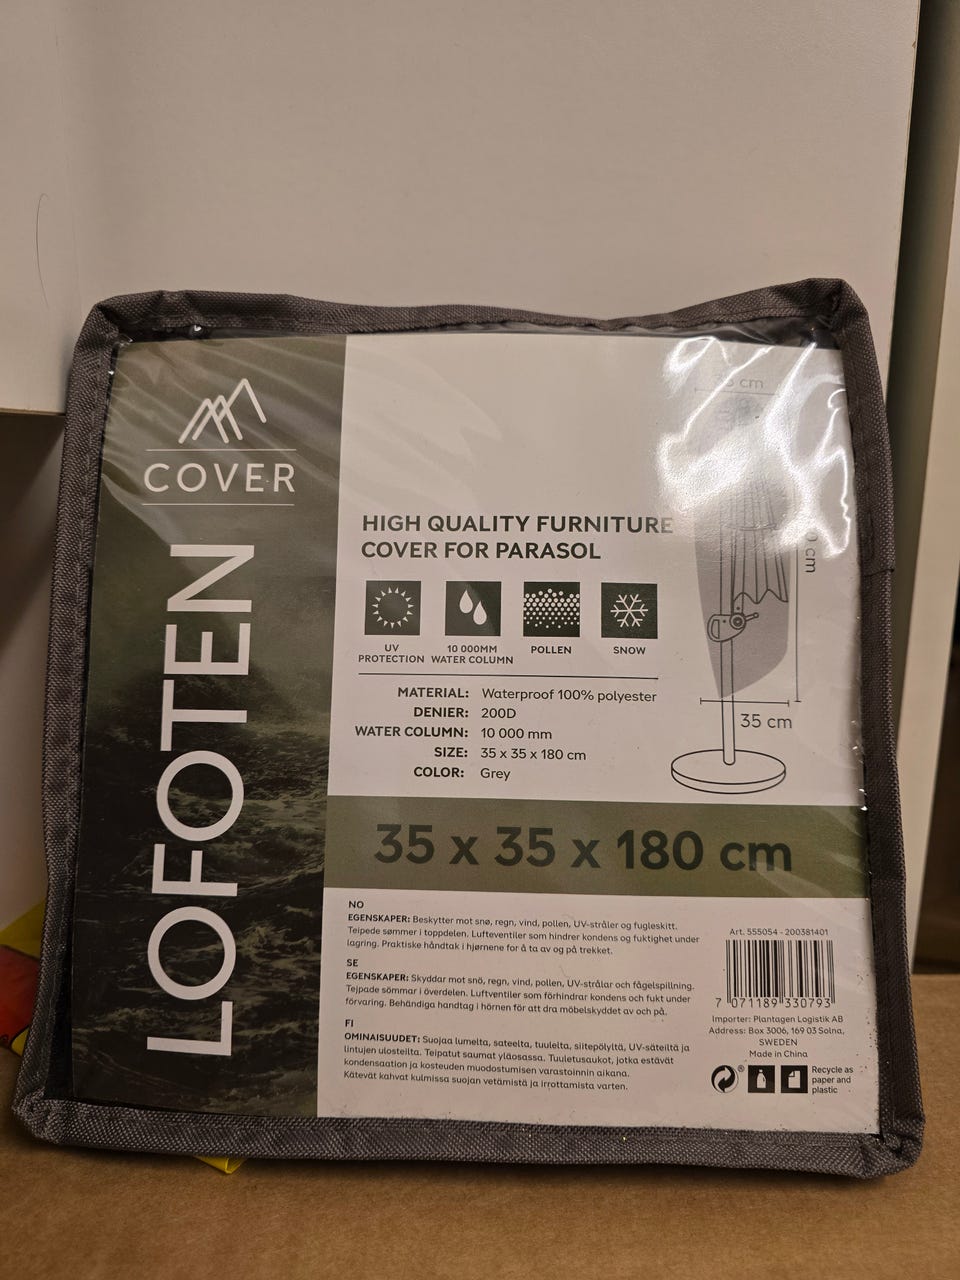 COVER
LOFOTEN
HIGH QUALITY FURNITURE
COVER FOR PARASOL
UV
PROTECTION
10 000MM
WATER COLUMN
POLLEN
SNOW
MATERIAL: Waterproof 100% polyester
DENIER: 200D
WATER COLUMN: 10 000 mm
SIZE: 35 x 35 x 180 cm
COLOR: Grey
cm
cm
35 cm
35 x 35 x 180 cm
NO
EGENSKAPER: Beskytter mot snø, regn, vind, pollen, UV-stråler og fugleskitt.
Teipede sømmer i toppdelen. Lufteventiler som hindrer kondens og fuktighet under
lagring. Praktiske håndtak i hjørnene for å ta av og på trekket.
SE
EGENSKAPER: Skyddar mot snö, regn, vind, pollen, UV-strålar och fågelspillning.
Tejpade sömmar i överdelen. Luftventiler som förhindrar kondens och fukt under
förvaring. Behändiga handtag i hörnen för att dra möbelskyddet av och på.
FI
OMINAISUUDET: Suojaa lumelta, sateelta, tuulelta, siitepölyltä, UV-säteiltä ja
lintujen ulosteilta. Teipatut saumat yläosassa. Tuuletusaukot, jotka estävät
kondensaation ja kosteuden muodostumisen varastoinnin aikana.
Kätevät kahvat kulmissa suojan vetämistä ja irrottamista varten.
Art. 555054 - 200381401
7 071189 330793
Importer: Plantagen Logistik AB
Address: Box 3006, 169 03 Solna,
SWEDEN
Made in China
Recycle as
paper and
plastic